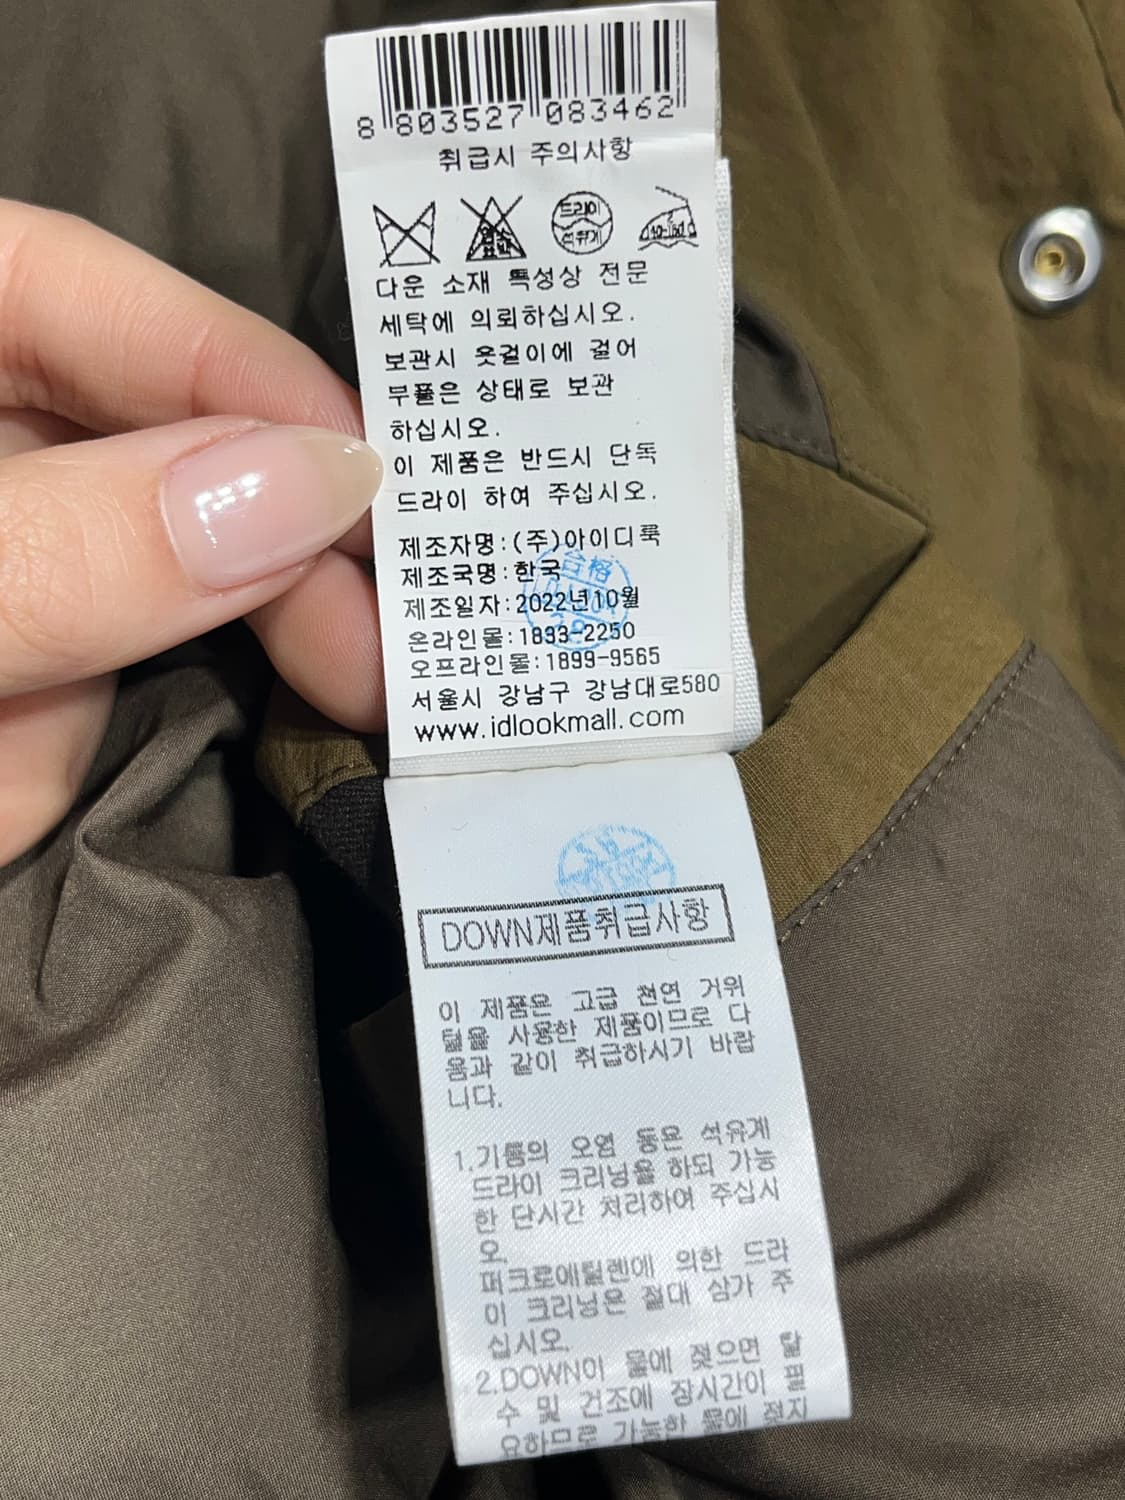 8 803527 083462
취급시 주의사항
드라이
석유계
다운 소재 특성상 전문
세탁에 의뢰하십시오.
보관시 옷걸이에 걸어
부풀은 상태로 보관
하십시오.
이 제품은 반드시 단독
드라이 하여 주십시오.
제조자명:(주)아이디룩
제조국명:한국
合格
제조일자:2022년10월
온라인몰:1833-2250
오프라인몰:1899-9565
서울시 강남구 강남대로580
www.idlookmall.com
DOWN제품취급사항
이 제품은 고급 천연 거위
털을 사용한 제품이므로 다
음과 같이 취급하시기 바랍
니다.
1.기름의 오염 등은 석유계
드라이 크리닝을 하되 가능
한 단시간 처리하여 주십시
오.
퍼크로에틸렌에 의한 드라
이 크리닝은 절대 삼가 주
십시오.
2.DOWN이 물에 젖으면 탈
수 및 건조에 장시간이 필
요하므로 가능한 물에 젖지